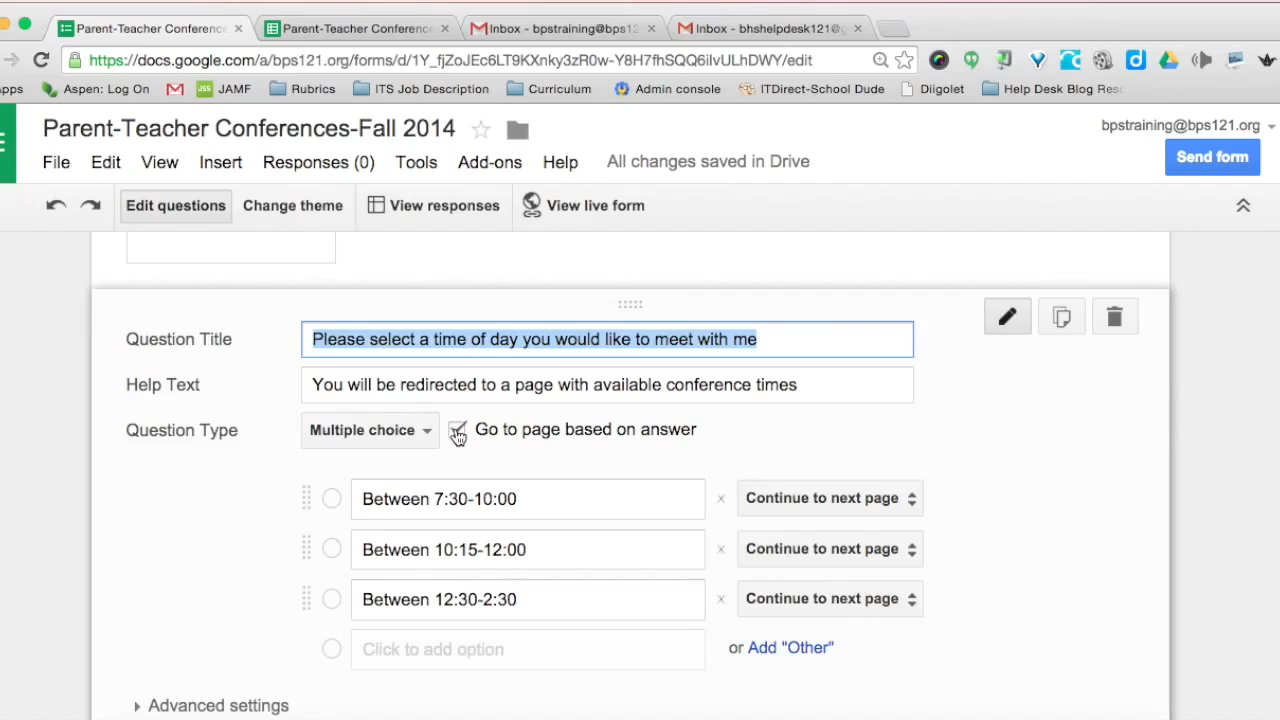 Parent-Teacher Conferences Parent-Teacher Conference Inbox - bpstraining@bps12 Inbox - bhshelpdesk121@g
https://docs.google.com/a/bps121.org/forms/d/1Y_fjZoJEc6LT9KXnky3zR0w-Y8H7fhSQQ6iIvULhDWY/edit
Apps Aspen: Log On JAMF Rubrics ITS Job Description Curriculum Admin console ITDirect-School Dude Diigolet Help Desk Blog Res
Parent-Teacher Conferences-Fall 2014
bpstraining@bps121.org
File Edit View Insert Responses (0) Tools Add-ons Help All changes saved in Drive
Send form
Edit questions Change theme View responses View live form
Question Title Please select a time of day you would like to meet with me
Help Text You will be redirected to a page with available conference times
Question Type Multiple choice Go to page based on answer
Between 7:30-10:00 × Continue to next page
Between 10:15-12:00 × Continue to next page
Between 12:30-2:30 × Continue to next page
Click to add option or Add "Other"
Advanced settings